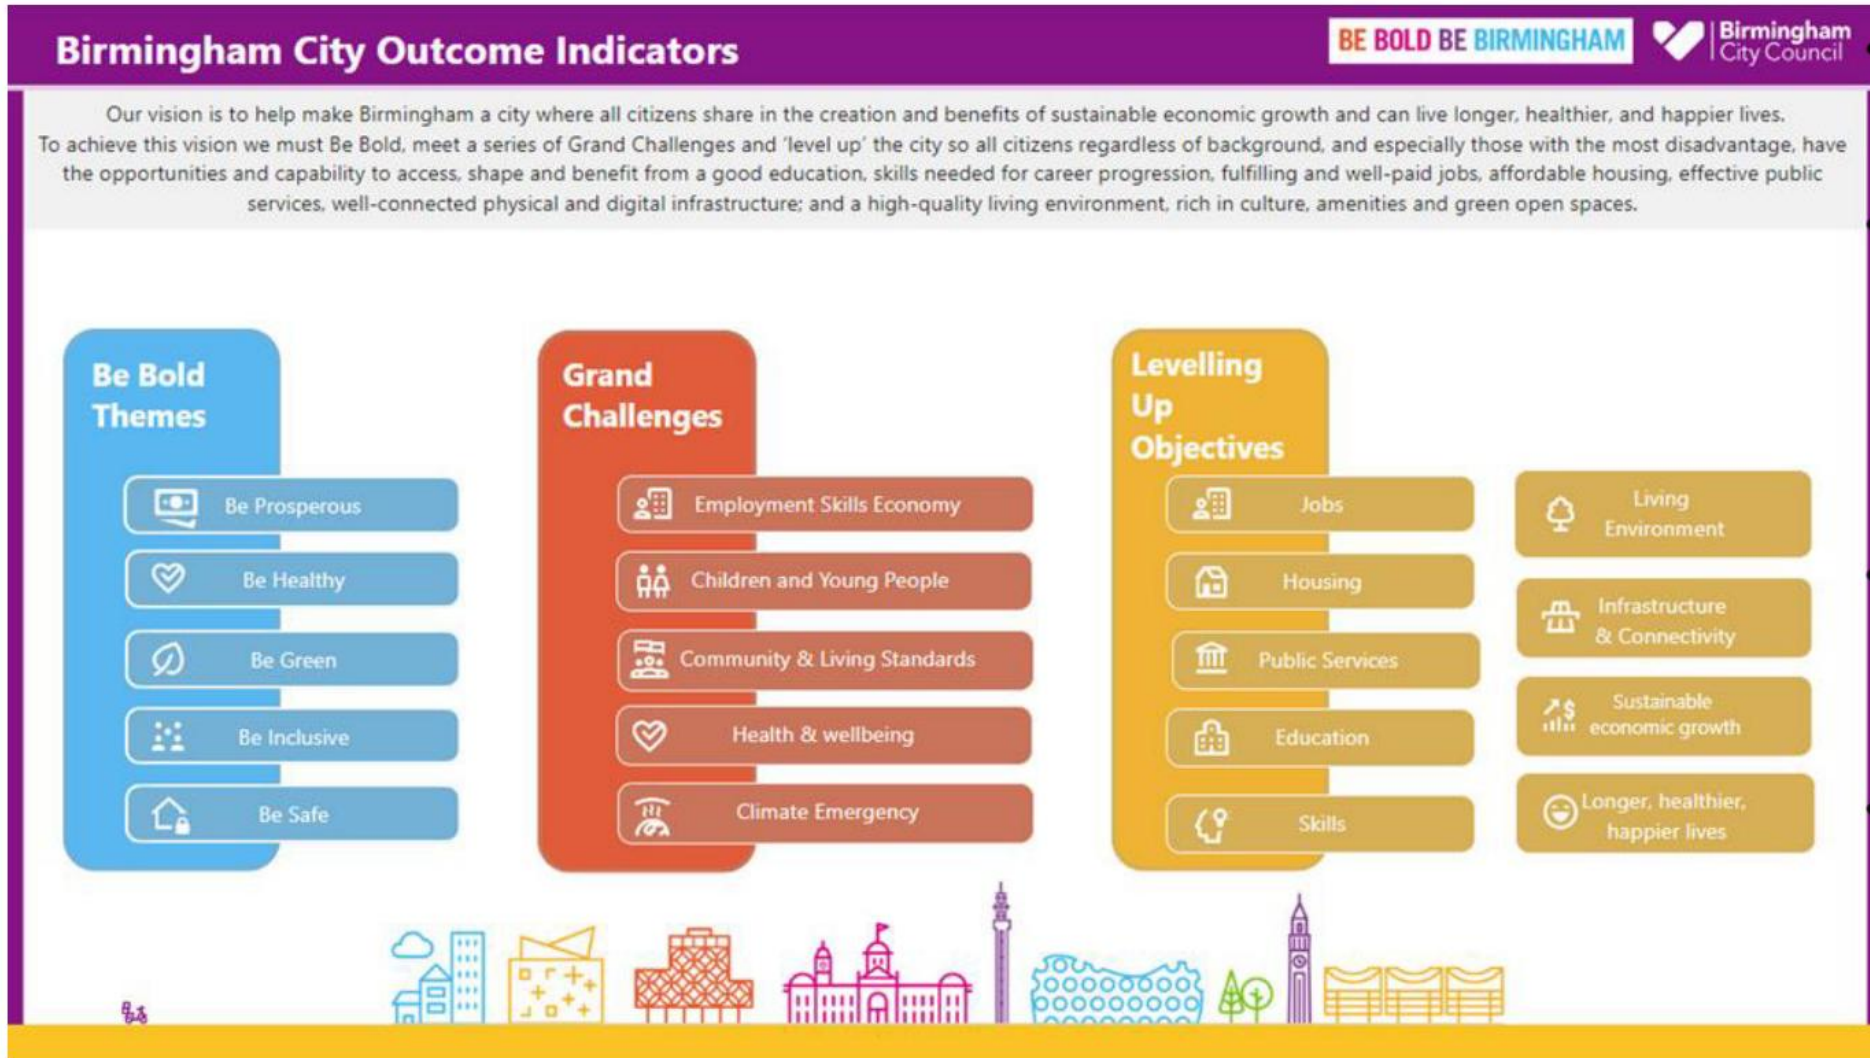 Birmingham City Outcome Indicators
BE BOLD BE BIRMINGHAM
Birmingham
City Council
Our vision is to help make Birmingham a city where all citizens share in the creation and benefits of sustainable economic growth and can live longer, healthier, and happier lives.
To achieve this vision we must Be Bold, meet a series of Grand Challenges and 'level up' the city so all citizens regardless of background, and especially those with the most disadvantage, have
the opportunities and capability to access, shape and benefit from a good education, skills needed for career progression, fulfilling and well-paid jobs, affordable housing, effective public
services, well-connected physical and digital infrastructure; and a high-quality living environment, rich in culture, amenities and green open spaces.
Be Bold
Themes
Be Prosperous
Be Healthy
Be Green
Be Inclusive
Be Safe
Grand
Challenges
Employment Skills Economy
Children and Young People
Community & Living Standards
Health & wellbeing
Climate Emergency
Levelling
Up
Objectives
Jobs
Housing
Public Services
Education
Skills
Living
Environment
Infrastructure
& Connectivity
Sustainable
economic growth
Longer, healthier,
happier lives